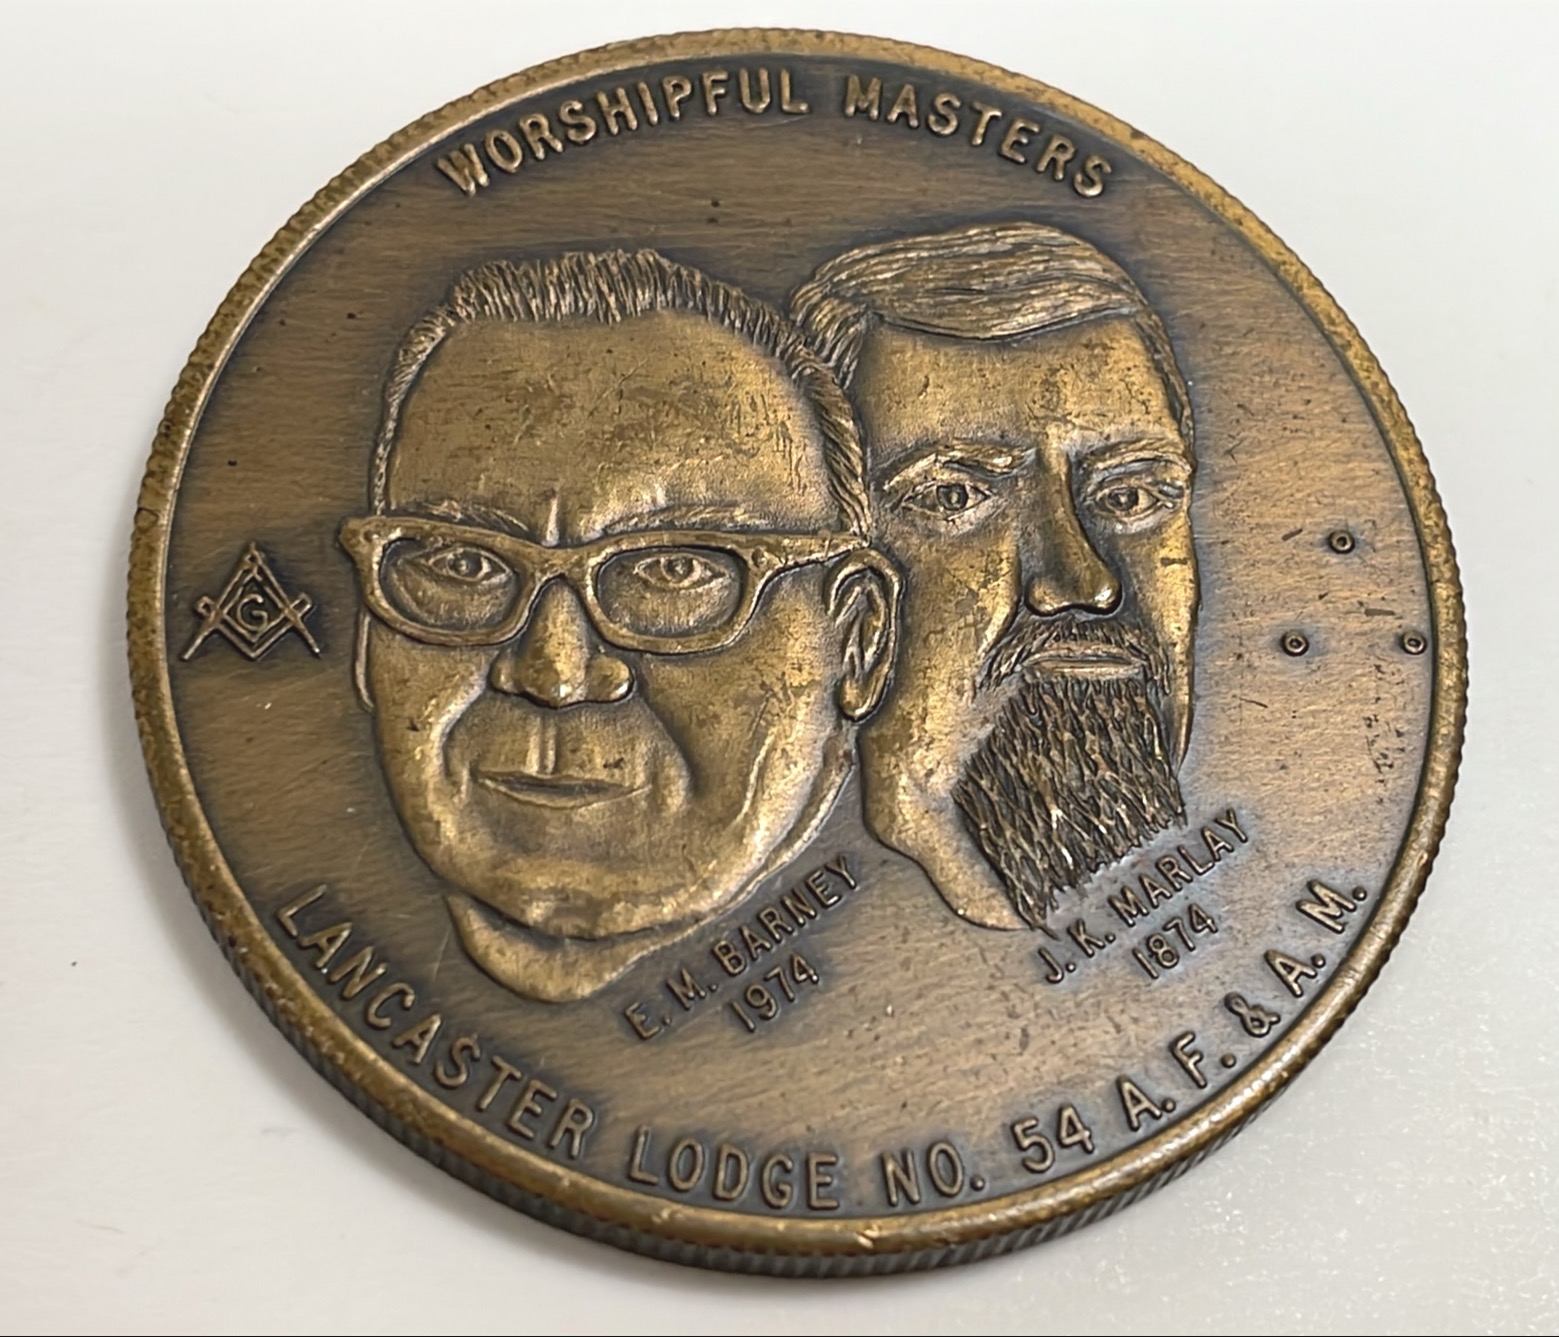 WORSHIPFUL MASTERS
G
E. M. BARNEY
1974
J. K. MARLAY
1874
LANCASTER LODGE NO. 54 A. F. & A. M.